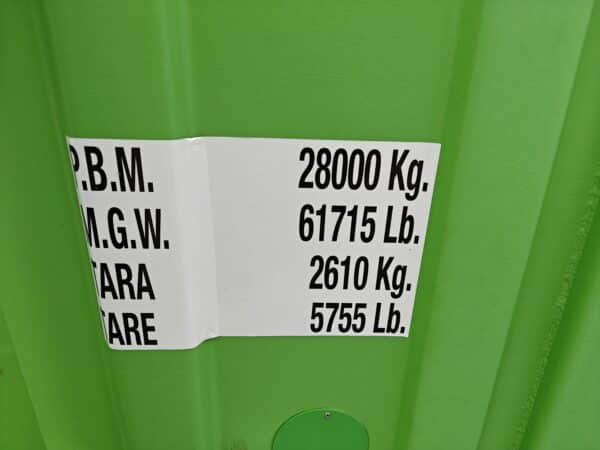 P.B.M. 28000 Kg.
M.G.W. 61715 Lb.
TARA 2610 Kg.
TARE 5755 Lb.